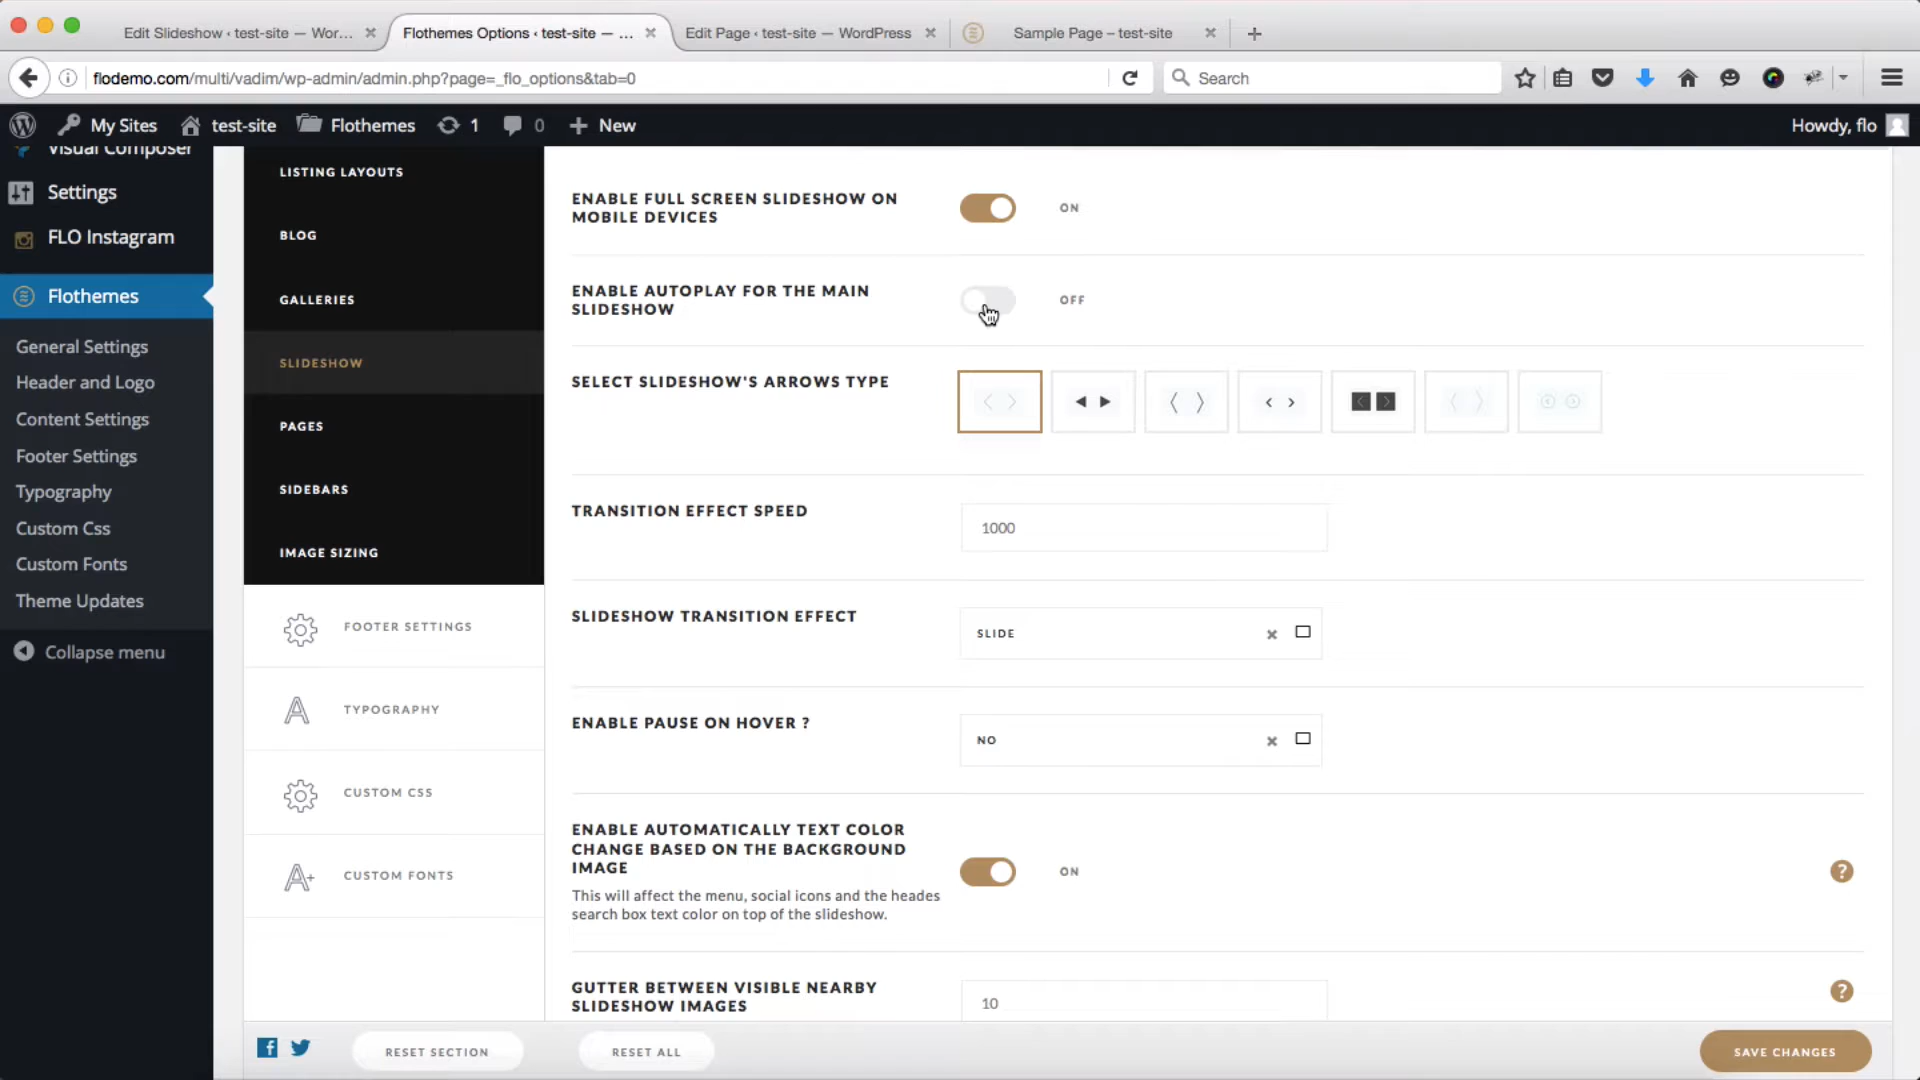 Edit Slideshow ‹ test-site — Wor...
Flothemes Options ‹ test-site — ...
Edit Page ‹ test-site — WordPress
Sample Page – test-site
flodemo.com/multi/vadim/wp-admin/admin.php?page=_flo_options&tab=0
Search
My Sites
test-site
Flothemes
1
0
New
Howdy, flo
Visual Composer
Settings
FLO Instagram
Flothemes
General Settings
Header and Logo
Content Settings
Footer Settings
Typography
Custom Css
Custom Fonts
Theme Updates
Collapse menu
LISTING LAYOUTS
BLOG
GALLERIES
SLIDESHOW
PAGES
SIDEBARS
IMAGE SIZING
FOOTER SETTINGS
TYPOGRAPHY
CUSTOM CSS
CUSTOM FONTS
ENABLE FULL SCREEN SLIDESHOW ON
MOBILE DEVICES
ON
ENABLE AUTOPLAY FOR THE MAIN
SLIDESHOW
OFF
SELECT SLIDESHOW'S ARROWS TYPE
TRANSITION EFFECT SPEED
1000
SLIDESHOW TRANSITION EFFECT
SLIDE
ENABLE PAUSE ON HOVER ?
NO
ENABLE AUTOMATICALLY TEXT COLOR
CHANGE BASED ON THE BACKGROUND
IMAGE
ON
?
This will affect the menu, social icons and the heades
search box text color on top of the slideshow.
GUTTER BETWEEN VISIBLE NEARBY
SLIDESHOW IMAGES
10
?
RESET SECTION
RESET ALL
SAVE CHANGES